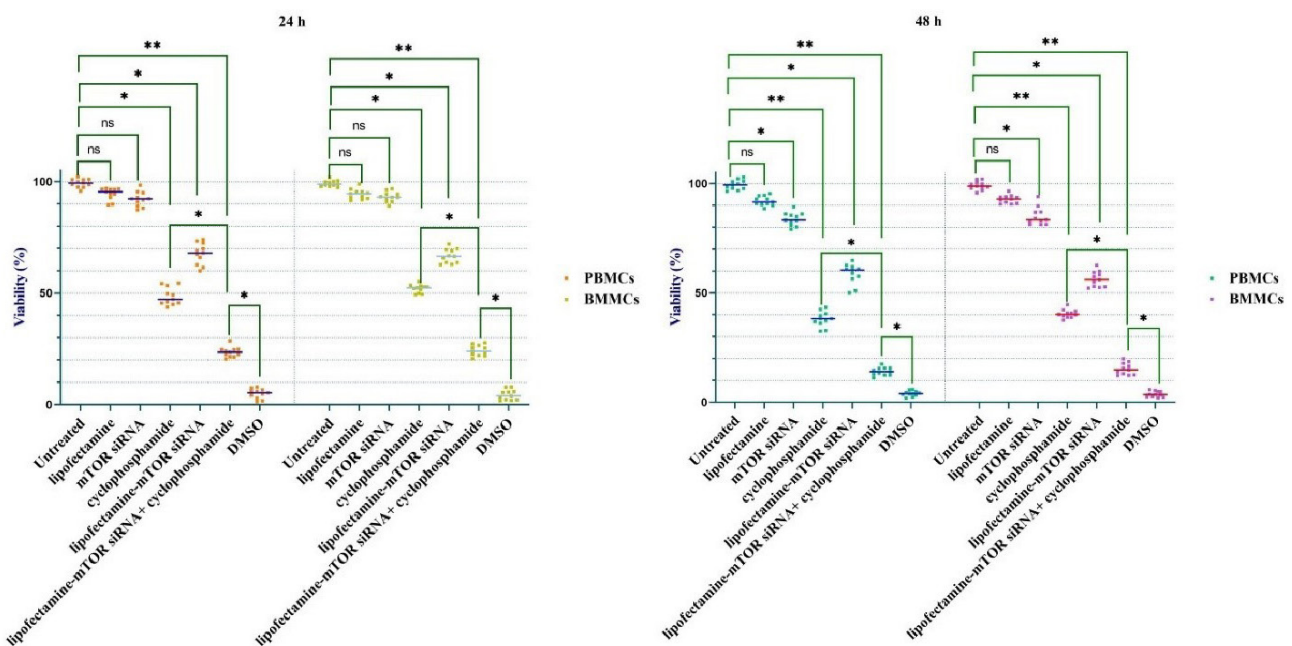 24 h
**
*
*
ns
ns
*
*
**
*
*
ns
ns
*
*
Viability (%)
100
50
0
Untreated
lipofectamine
mTOR siRNA
cyclophosphamide
lipofectamine-mTOR siRNA
lipofectamine-mTOR siRNA+ cyclophosphamide
DMSO
Untreated
lipofectamine
mTOR siRNA
cyclophosphamide
lipofectamine-mTOR siRNA
lipofectamine-mTOR siRNA+ cyclophosphamide
DMSO
PBMCs
BMMCs
48 h
**
*
**
*
ns
*
*
**
*
**
*
ns
*
*
Viability (%)
100
50
0
Untreated
lipofectamine
mTOR siRNA
cyclophosphamide
lipofectamine-mTOR siRNA
lipofectamine-mTOR siRNA+ cyclophosphamide
DMSO
Untreated
lipofectamine
mTOR siRNA
cyclophosphamide
lipofectamine-mTOR siRNA
lipofectamine-mTOR siRNA+ cyclophosphamide
DMSO
PBMCs
BMMCs